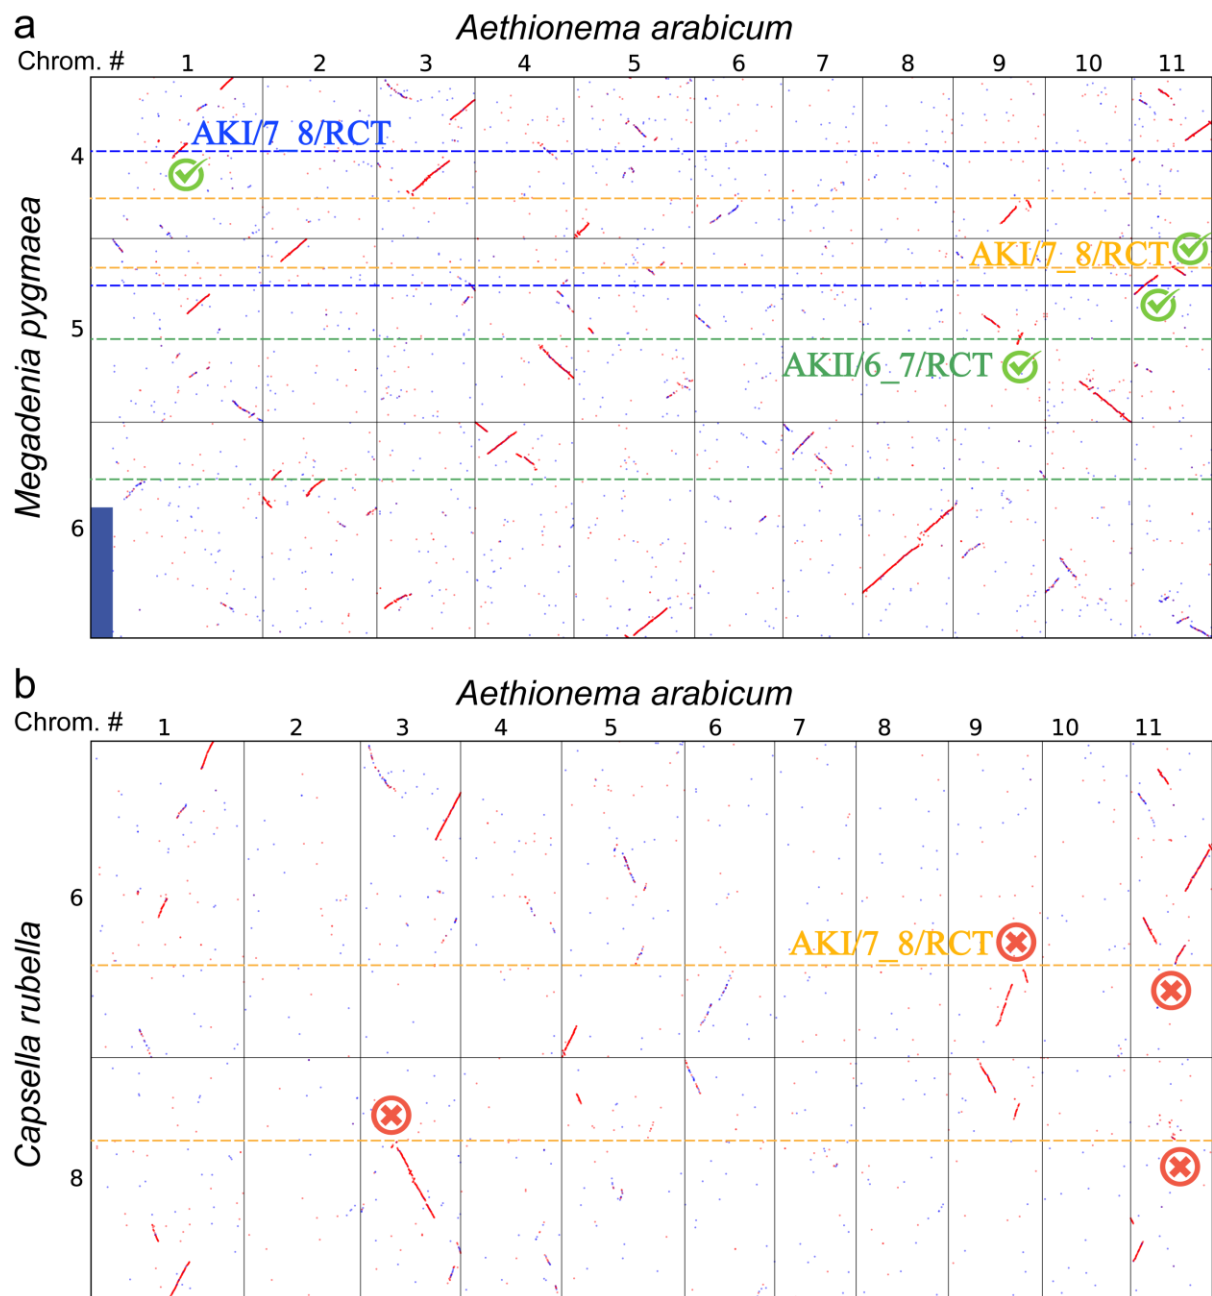 a
Aethionema arabicum
Chrom. # 1 2 3 4 5 6 7 8 9 10 11
AKI/7_8/RCT
4
AKI/7_8/RCT
5
AKII/6_7/RCT
6
Megadenia pygmaea
b
Aethionema arabicum
Chrom. # 1 2 3 4 5 6 7 8 9 10 11
6
AKI/7_8/RCT
8
Capsella rubella